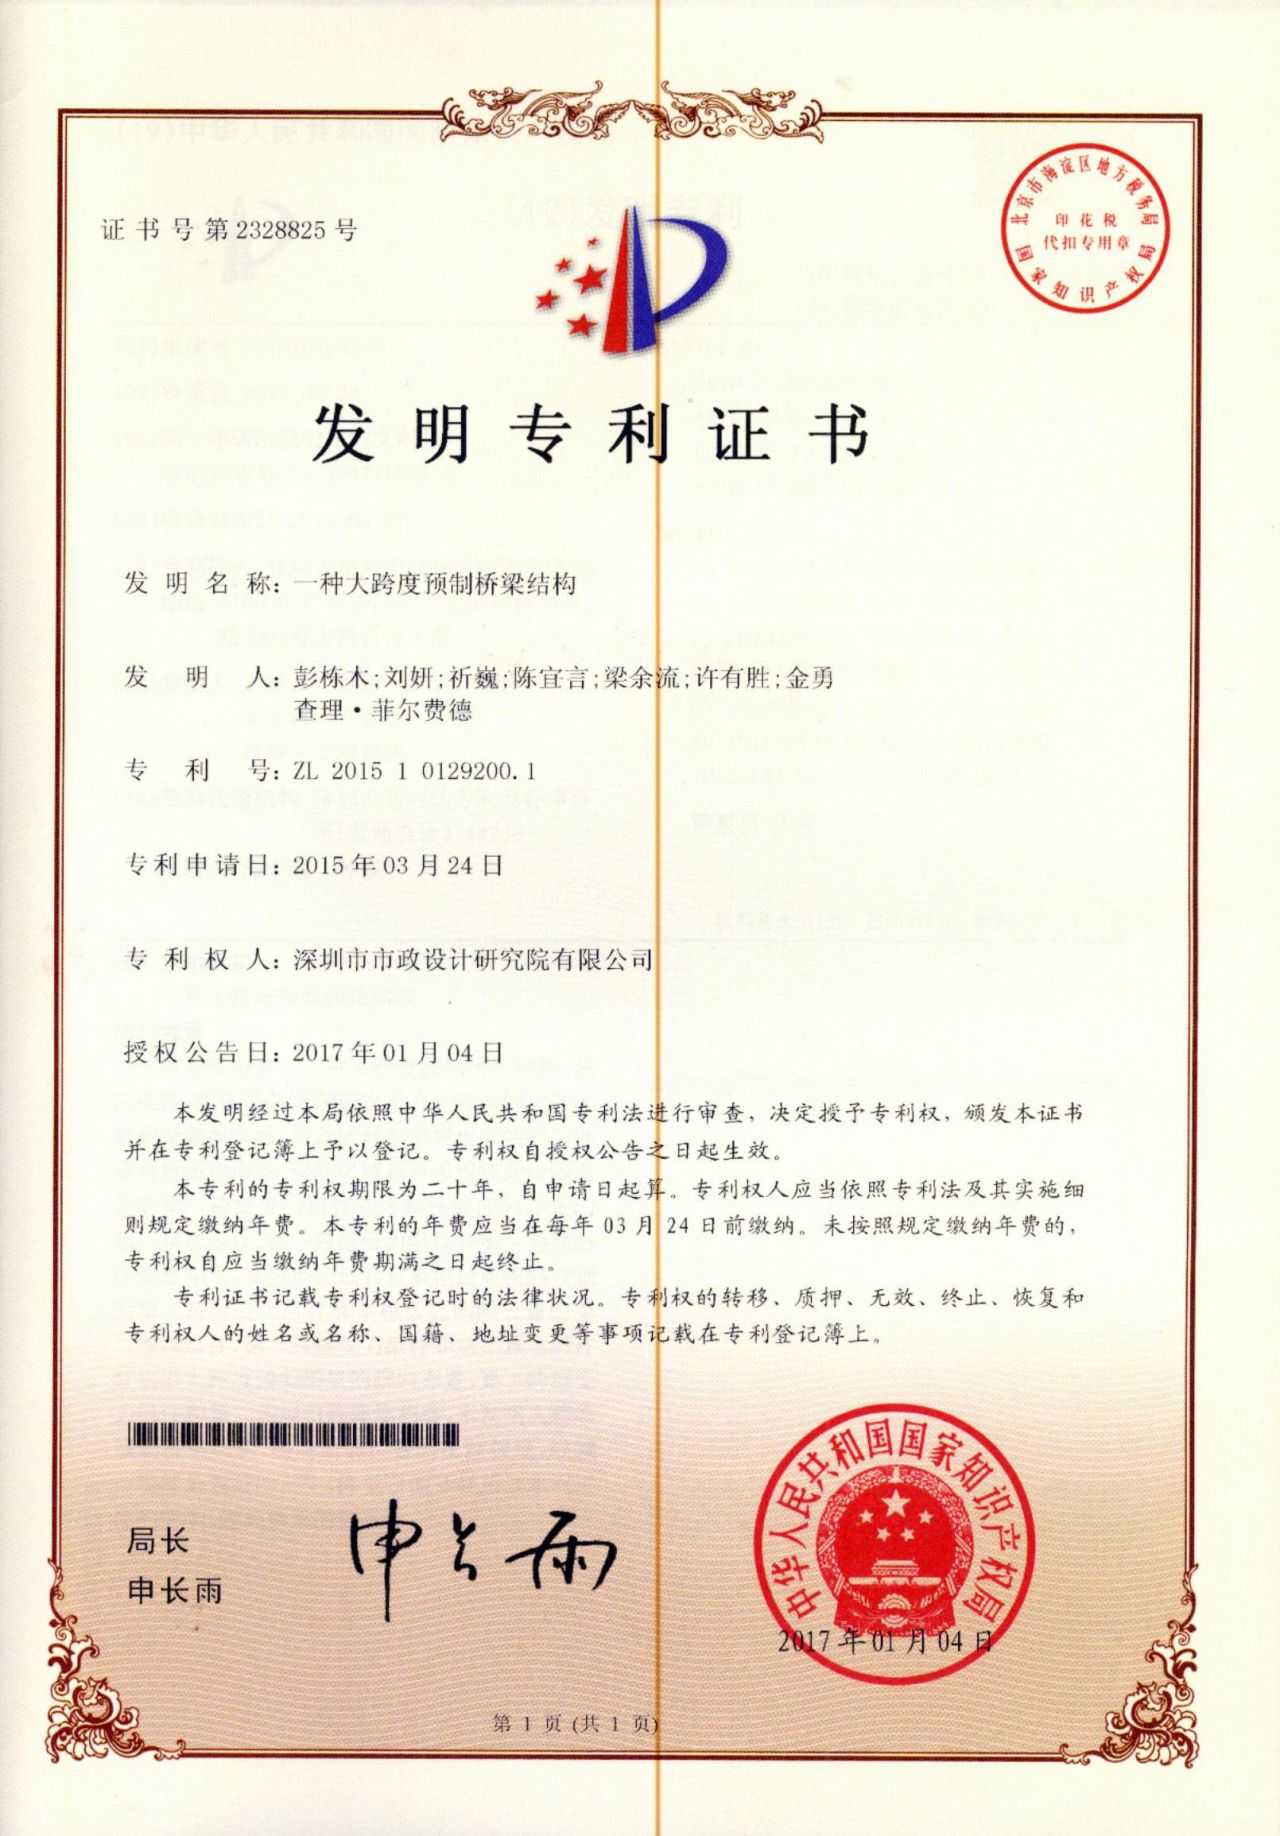 证书号第2328825号
北京市海淀区地方税务局
印花税
代扣专用章
国家知识产权局
发明专利证书
发明名称：一种大跨度预制桥梁结构
发明人：彭栋木;刘妍;祈巍;陈宜言;梁余流;许有胜;金勇
查理·菲尔费德
专利号：ZL 2015 1 0129200.1
专利申请日：2015年03月24日
专利权人：深圳市市政设计研究院有限公司
授权公告日：2017年01月04日
本发明经过本局依照中华人民共和国专利法进行审查，决定授予专利权，颁发本证书
并在专利登记簿上予以登记。专利权自授权公告之日起生效。
本专利的专利权期限为二十年，自申请日起算。专利权人应当依照专利法及其实施细
则规定缴纳年费。本专利的年费应当在每年03月24日前缴纳。未按照规定缴纳年费的，
专利权自应当缴纳年费期满之日起终止。
专利证书记载专利权登记时的法律状况。专利权的转移、质押、无效、终止、恢复和
专利权人的姓名或名称、国籍、地址变更等事项记载在专利登记簿上。
局长
申长雨
申长雨
中华人民共和国国家知识产权局
2017年01月04日
第1页(共1页)